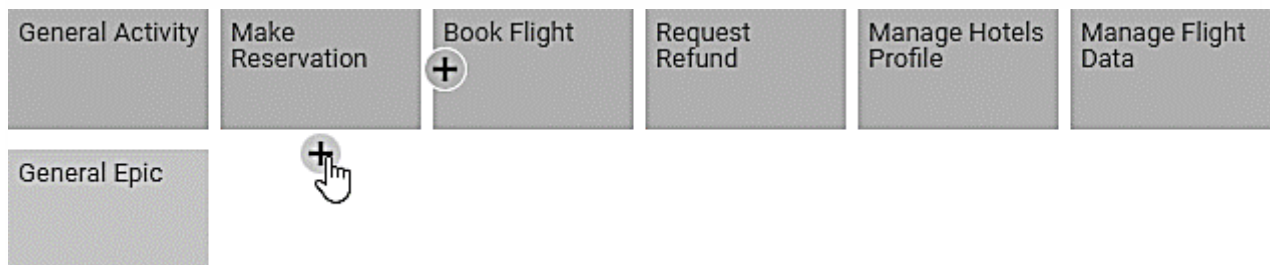 General Activity
Make
Reservation
Book Flight
Request
Refund
Manage Hotels
Profile
Manage Flight
Data
General Epic